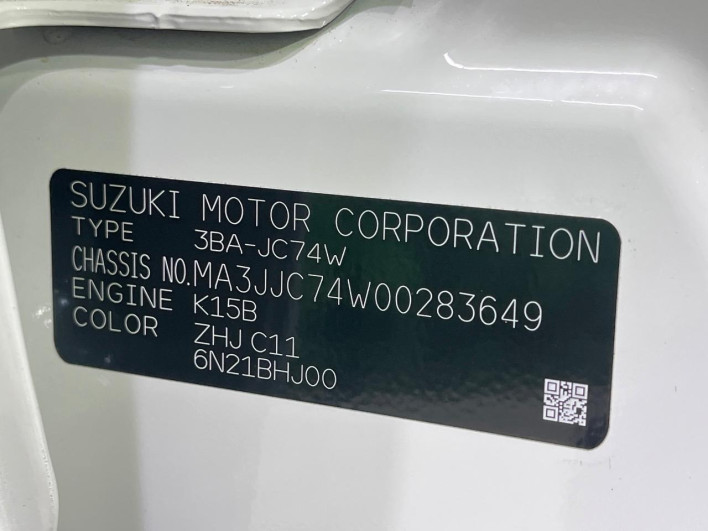 SUZUKI MOTOR CORPORATION
TYPE 3BA-JC74W
CHASSIS NO.MA3JJC74W00283649
ENGINE K15B
COLOR ZHJ C11
6N21BHJ00